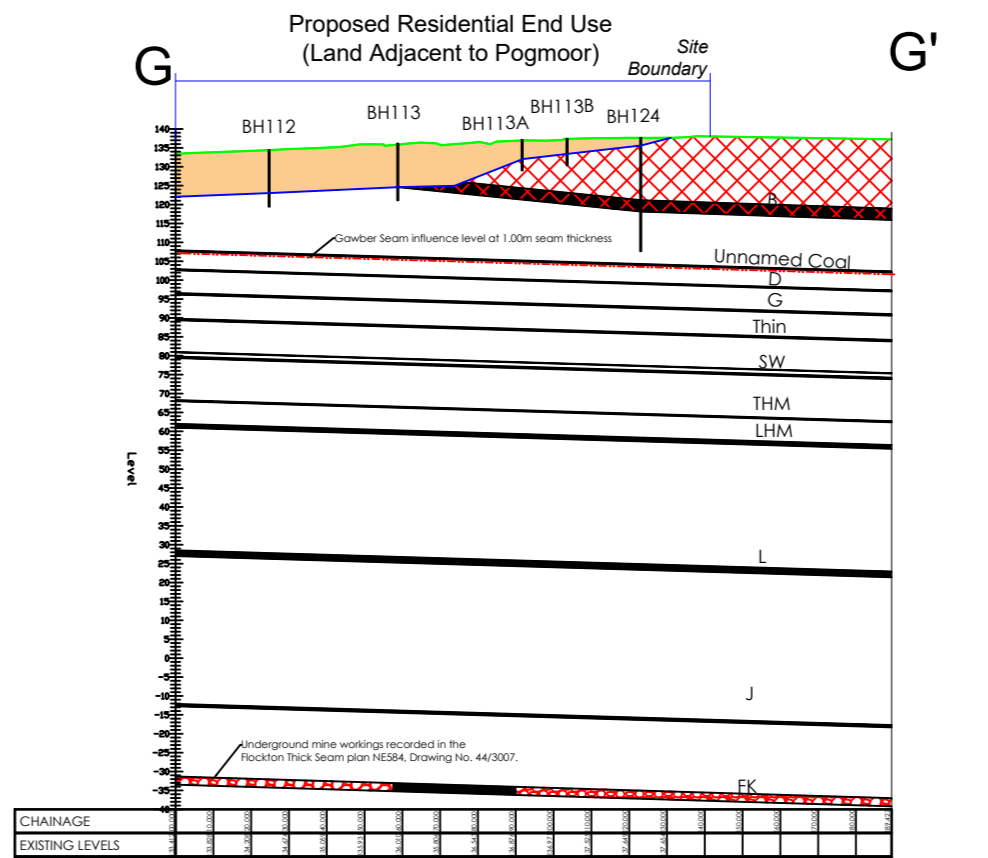 Proposed Residential End Use
(Land Adjacent to Pogmoor)
G
G'
Site
Boundary
BH112
BH113
BH113A
BH113B
BH124
140
135
130
125
120
115
110
105
100
95
90
85
80
75
70
65
60
55
50
45
40
35
30
25
20
15
10
5
0
-5
-10
-15
-20
-25
-30
-35
-40
Level
B
Gawber Seam influence level at 1.00m seam thickness
Unnamed Coal
D
G
Thin
SW
THM
LHM
L
J
Underground mine workings recorded in the
Flockton Thick Seam plan NE584, Drawing No. 44/3007.
FK
CHAINAGE
EXISTING LEVELS